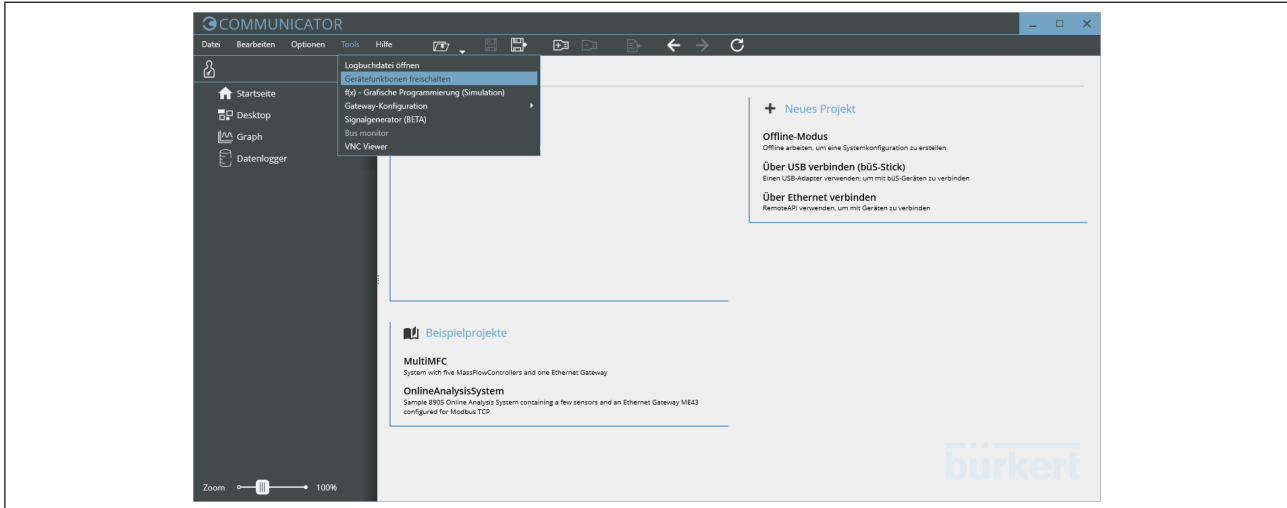 COMMUNICATOR
Datei Bearbeiten Optionen Tools Hilfe
Logbuchdatei öffnen
Gerätefunktionen freischalten
f(x) - Grafische Programmierung (Simulation)
Gateway-Konfiguration
Signalgenerator (BETA)
Bus monitor
VNC Viewer
Startseite
Desktop
Graph
Datenlogger
Neues Projekt
Offline-Modus
Offline arbeiten, um eine Systemkonfiguration zu erstellen
Über USB verbinden (büS-Stick)
Einen USB-Adapter verwenden, um mit büS-Geräten zu verbinden
Über Ethernet verbinden
RemoteAPI verwenden, um mit Geräten zu verbinden
Beispielprojekte
MultiMFC
System with five MassFlowControllers and one Ethernet Gateway
OnlineAnalysisSystem
Sample 8905 Online Analysis System containing a few sensors and an Ethernet Gateway ME43
configured for Modbus TCP
bürkert
Zoom 100%